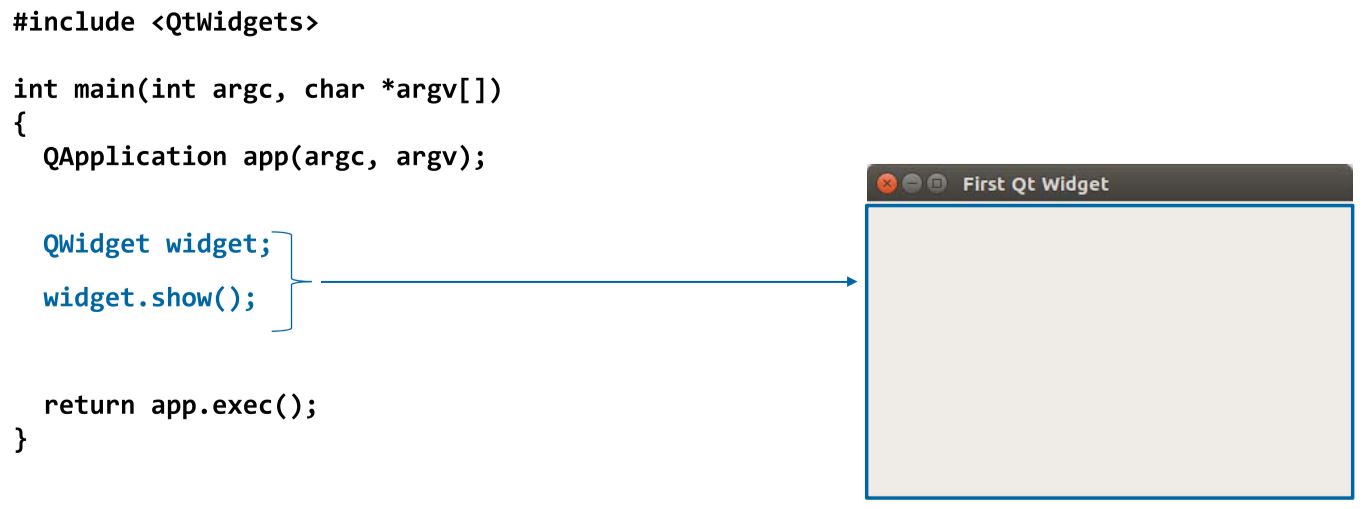 #include <QtWidgets>
int main(int argc, char *argv[])
{
QApplication app(argc, argv);
First Qt Widget
QWidget widget;
widget.show();
return app.exec();
}